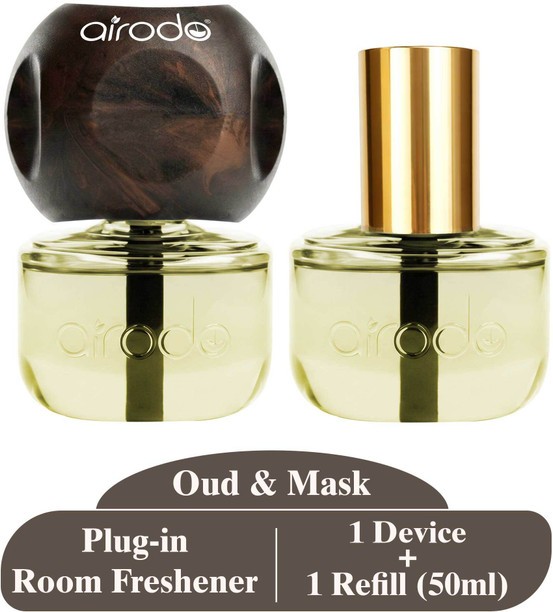 airodo
airodo
airodo
Oud & Mask
Plug-in
Room Freshener
1 Device
+
1 Refill (50ml)